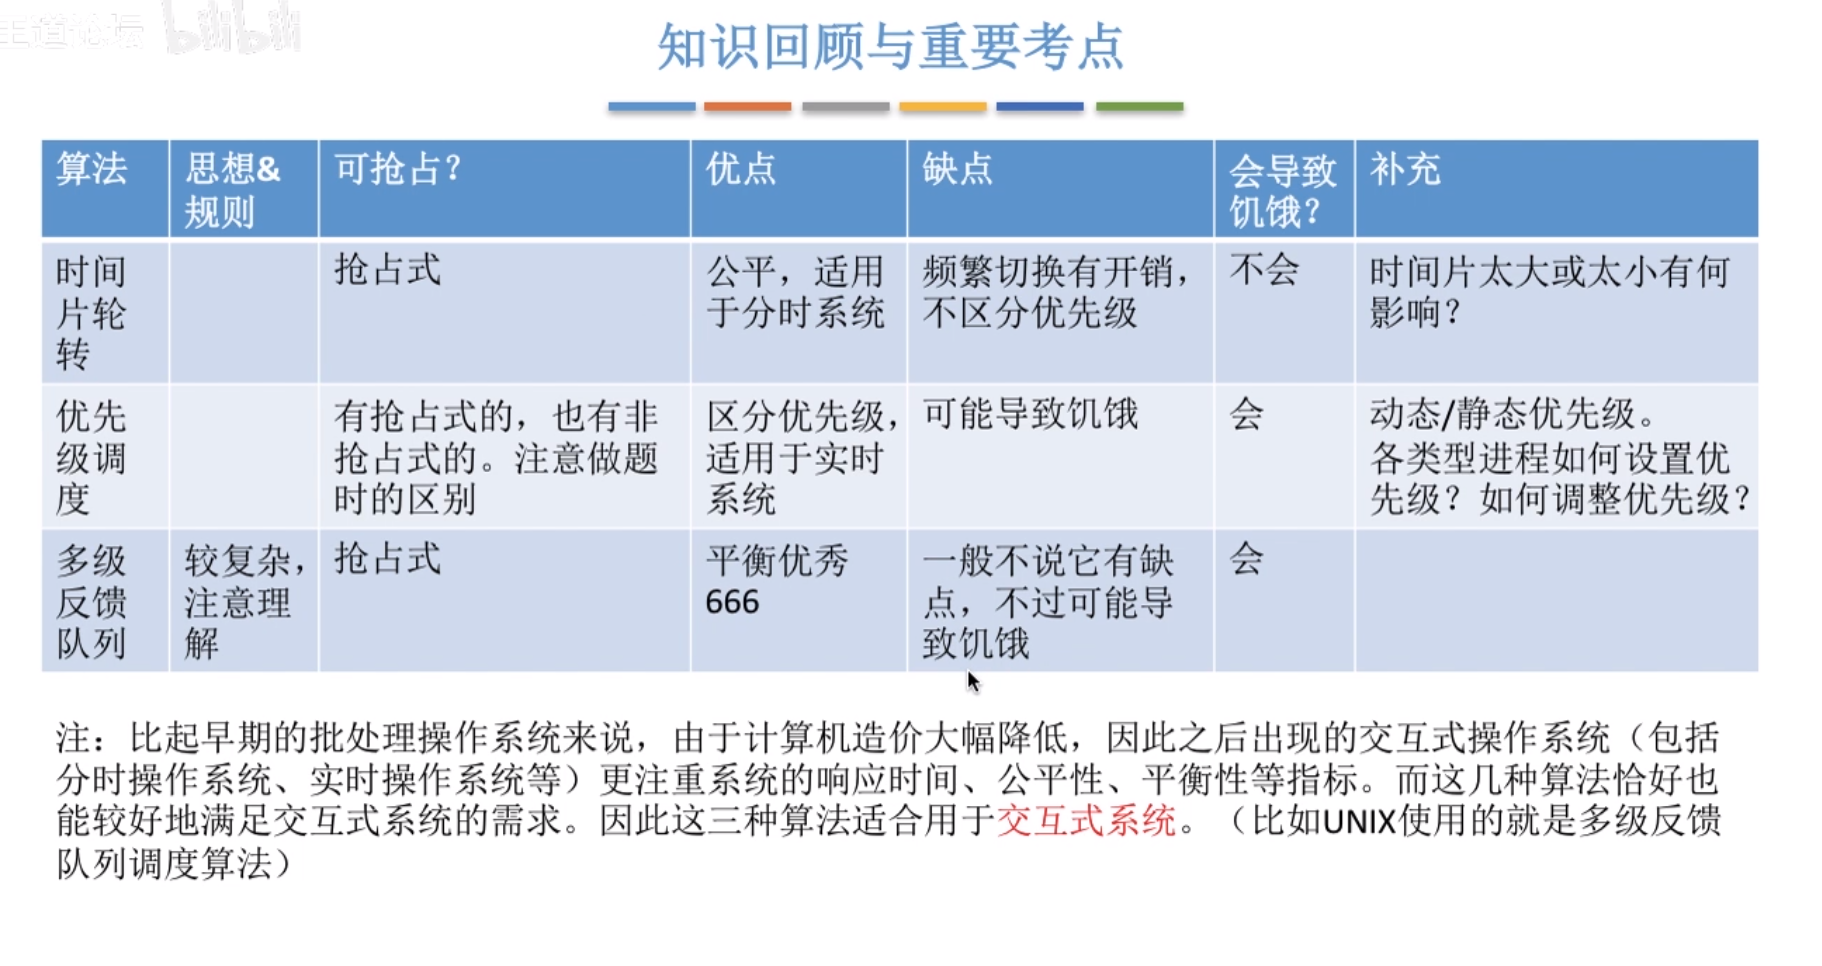 王道论坛 bilibili
知识回顾与重要考点
算法
思想&
规则
可抢占？
优点
缺点
会导致
饥饿？
补充
时间
片轮
转
抢占式
公平，适用
于分时系统
频繁切换有开销，
不区分优先级
不会
时间片太大或太小有何
影响？
优先
级调
度
有抢占式的，也有非
抢占式的。注意做题
时的区别
区分优先级，
适用于实时
系统
可能导致饥饿
会
动态/静态优先级。
各类型进程如何设置优
先级？如何调整优先级？
多级
反馈
队列
较复杂，
注意理
解
抢占式
平衡优秀
666
一般不说它有缺
点，不过可能导
致饥饿
会
注：比起早期的批处理操作系统来说，由于计算机造价大幅降低，因此之后出现的交互式操作系统（包括
分时操作系统、实时操作系统等）更注重系统的响应时间、公平性、平衡性等指标。而这几种算法恰好也
能较好地满足交互式系统的需求。因此这三种算法适合用于交互式系统。（比如UNIX使用的就是多级反馈
队列调度算法）